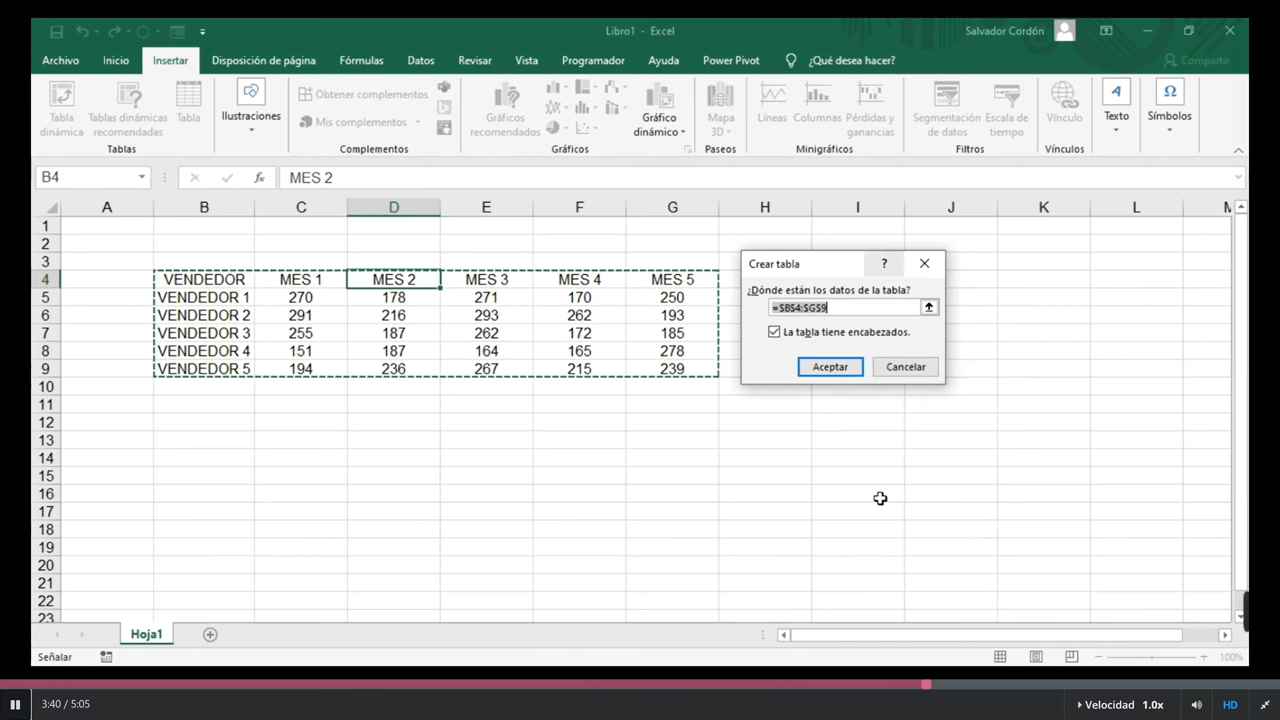 Libro1 - Excel
Salvador Cordón
Archivo Inicio Insertar Disposición de página Fórmulas Datos Revisar Vista Programador Ayuda Power Pivot ¿Qué desea hacer? Compartir
Tabla dinámica
Tablas dinámicas recomendadas
Tabla
Tablas
Ilustraciones
Obtener complementos
Mis complementos
Complementos
Gráficos recomendados
Gráfico dinámico
Gráficos
Mapa 3D
Paseos
Líneas
Columnas
Pérdidas y ganancias
Minigráficos
Segmentación de datos
Escala de tiempo
Filtros
Vínculo
Vínculos
Texto
Símbolos
B4 fx MES 2
A B C D E F G H I J K L M
1
2
3
4 VENDEDOR MES 1 MES 2 MES 3 MES 4 MES 5
5 VENDEDOR 1 270 178 271 170 250
6 VENDEDOR 2 291 216 293 262 193
7 VENDEDOR 3 255 187 262 172 185
8 VENDEDOR 4 151 187 164 165 278
9 VENDEDOR 5 194 236 267 215 239
10
11
12
13
14
15
16
17
18
19
20
21
22
23
Crear tabla ?
¿Dónde están los datos de la tabla?
=$B$4:$G$9
La tabla tiene encabezados.
Aceptar Cancelar
Hoja1
Señalar 100%
3:40 / 5:05 Velocidad 1.0x HD